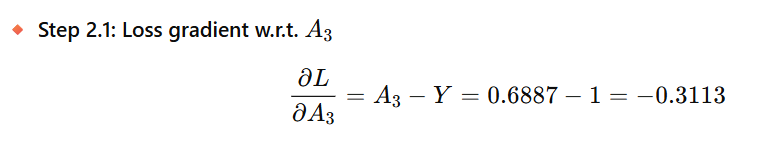 ◆ Step 2.1: Loss gradient w.r.t. A₃
∂L/∂A₃ = A₃ − Y = 0.6887 − 1 = −0.3113